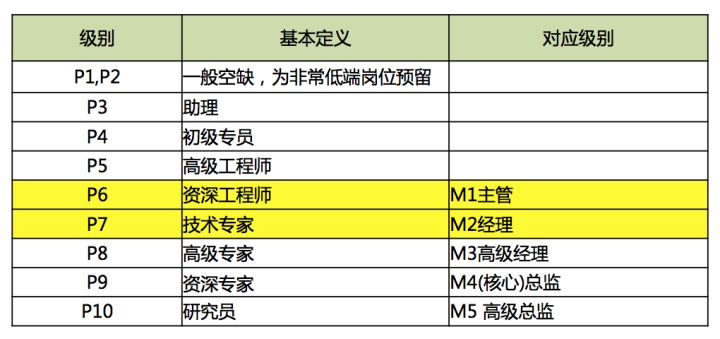 级别 基本定义 对应级别
P1,P2 一般空缺，为非常低端岗位预留
P3 助理
P4 初级专员
P5 高级工程师
P6 资深工程师 M1主管
P7 技术专家 M2经理
P8 高级专家 M3高级经理
P9 资深专家 M4(核心)总监
P10 研究员 M5 高级总监